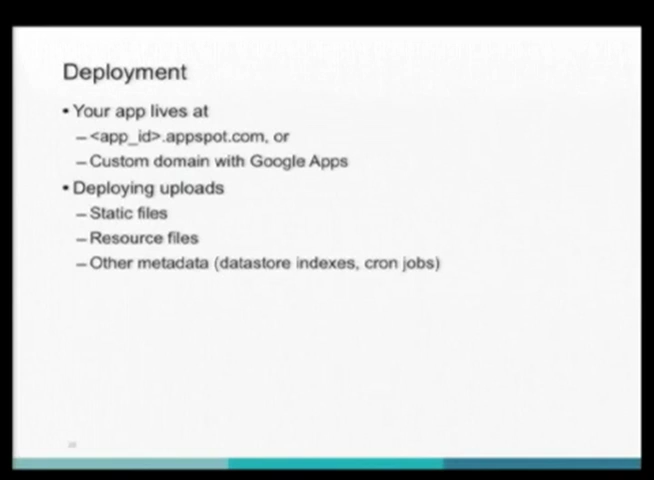 Deployment
• Your app lives at
– <app_id>.appspot.com, or
– Custom domain with Google Apps
• Deploying uploads
– Static files
– Resource files
– Other metadata (datastore indexes, cron jobs)